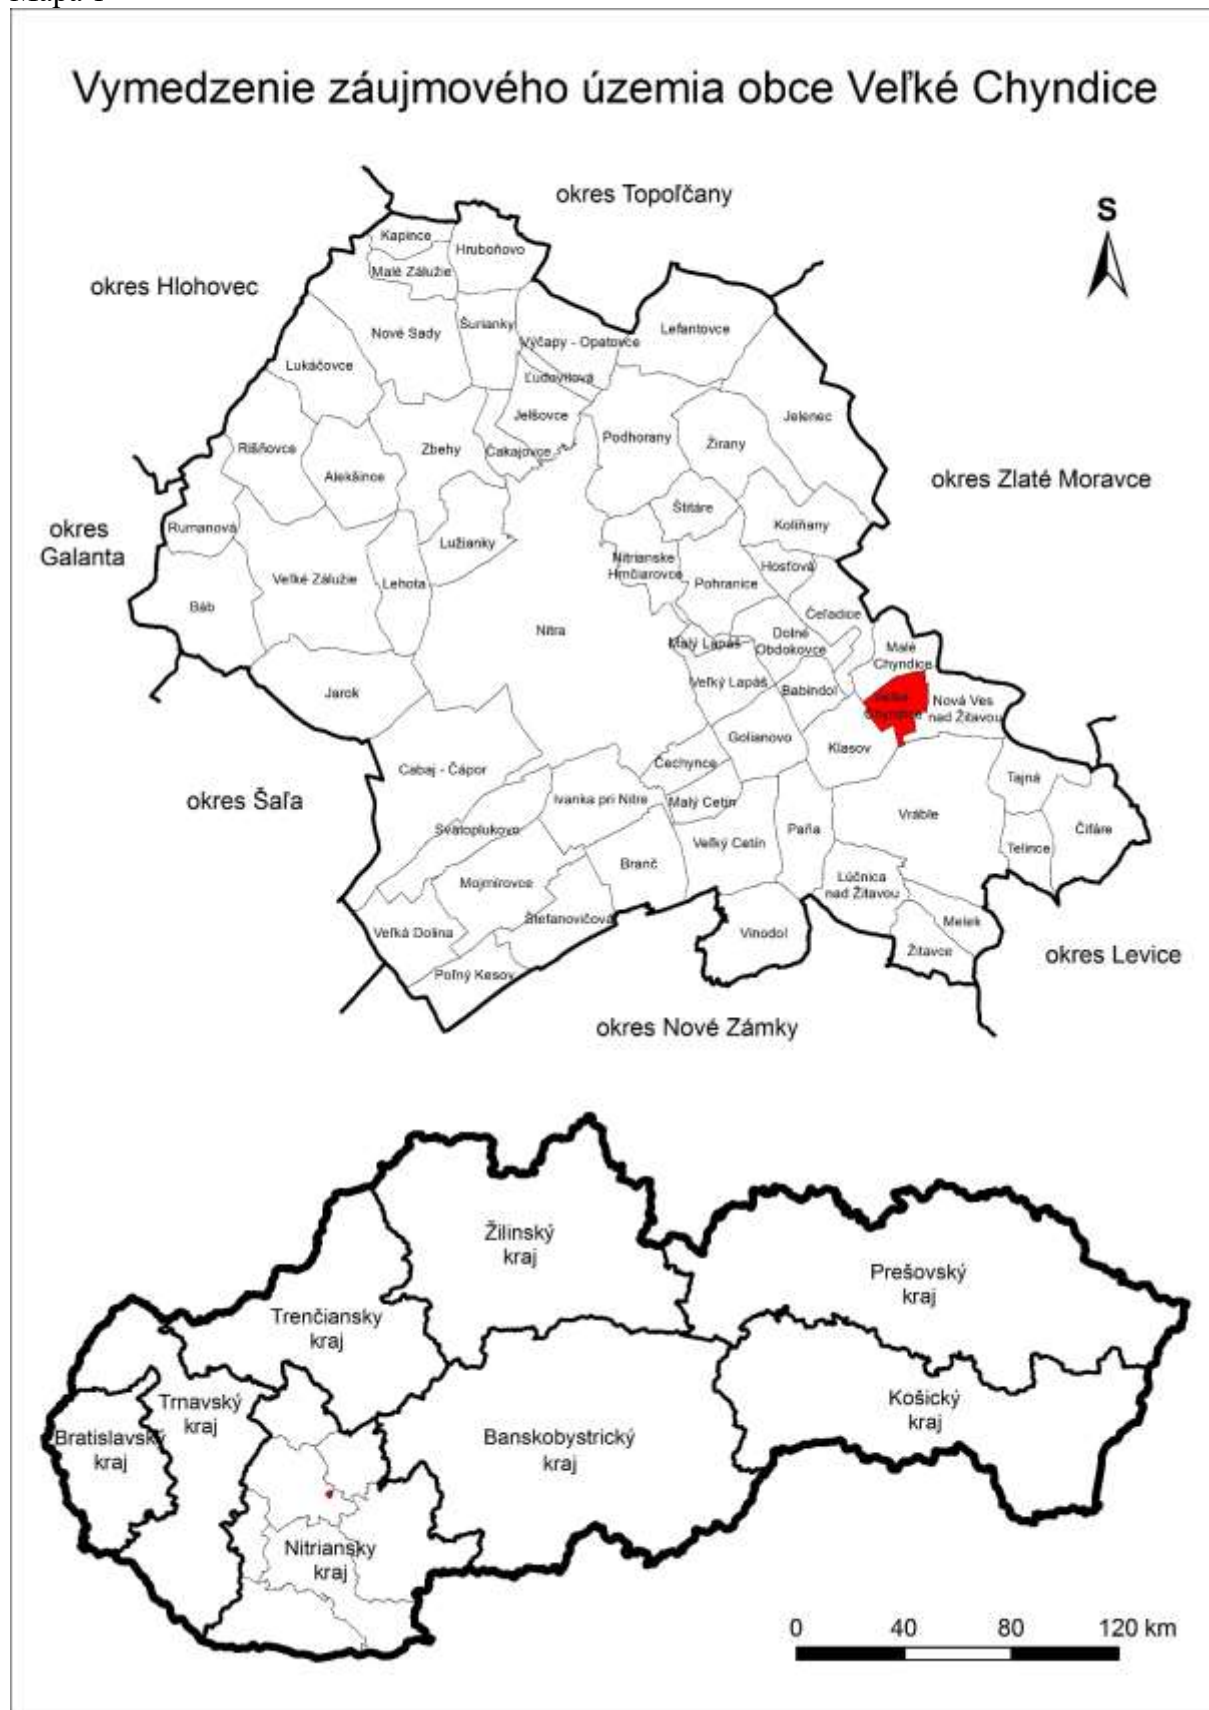 Mapa 1
Vymedzenie záujmového územia obce Veľké Chyndice
okres Topoľčany
S
Kapince
Hruboňovo
Malé Zálužie
okres Hlohovec
Nové Sady
Šurianky
Lefantovce
Výčapy - Opatovce
Lukáčovce
Ľudovítová
Jelšovce
Jelenec
Rišňovce
Zbehy
Čakajovce
Podhorany
Žirany
Alekšince
okres Zlaté Moravce
Štitáre
okres
Galanta
Rumanová
Kolíňany
Lužianky
Nitrianske
Hrnčiarovce
Hosťová
Veľké Zálužie
Lehota
Pohranice
Báb
Čeľadice
Nitra
Malý Lapáš
Dolné
Obdokovce
Malé
Chyndice
Jarok
Veľký Lapáš
Babindol
Veľké
Chyndice
Nová Ves
nad Žitavou
Golianovo
Klasov
Cabaj - Čápor
Čechynce
Tajná
okres Šaľa
Ivanka pri Nitre
Malý Cetín
Vráble
Svätoplukovo
Paňa
Čifáre
Veľký Cetín
Telince
Branč
Mojmírovce
Lúčnica
nad Žitavou
Štefanovičová
Melek
Veľká Dolina
Vinodol
Žitavce
okres Levice
Poľný Kesov
okres Nové Zámky
Žilinský
kraj
Prešovský
kraj
Trenčiansky
kraj
Trnavský
kraj
Košický
kraj
Bratislavský
kraj
Banskobystrický
kraj
Nitriansky
kraj
0 40 80 120 km